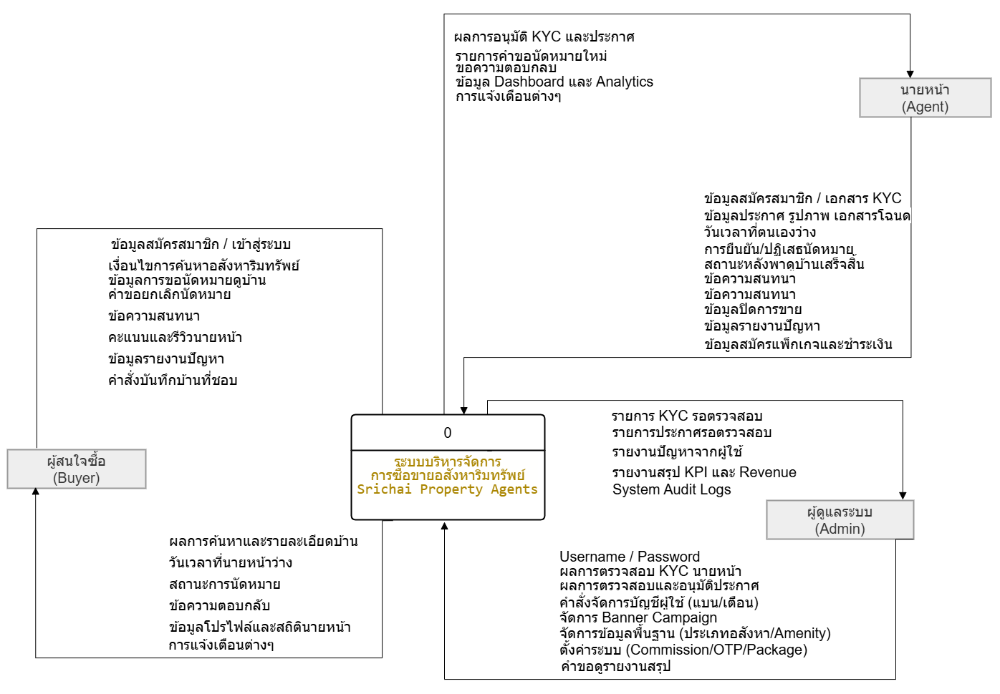 ผลการอนุมัติ KYC และประกาศ
รายการคำขอนัดหมายใหม่
ขอความตอบกลบ
ข้อมูล Dashboard และ Analytics
การแจ้งเตือนต่างๆ
นายหน้า
(Agent)
ข้อมูลสมัครสมาชิก / เอกสาร KYC
ข้อมูลประกาศ รูปภาพ เอกสารโฉนด
วันเวลาที่ตนเองว่าง
การยืนยัน/ปฏิเสธนัดหมาย
สถานะหลังพาดูบ้านเสร็จสิ้น
ข้อความสนทนา
ข้อความสนทนา
ข้อมูลปิดการขาย
ข้อมูลรายงานปัญหา
ข้อมูลสมัครแพ็กเกจและชำระเงิน
ข้อมูลสมัครสมาชิก / เข้าสู่ระบบ
เงื่อนไขการค้นหาอสังหาริมทรัพย์
ข้อมูลการขอนัดหมายดูบ้าน
คำขอยกเลิกนัดหมาย
ข้อความสนทนา
คะแนนและรีวิวนายหน้า
ข้อมูลรายงานปัญหา
คำสั่งบันทึกบ้านที่ชอบ
ผู้สนใจซื้อ
(Buyer)
0
ระบบบริหารจัดการ
การซื้อขายอสังหาริมทรัพย์
Srichai Property Agents
รายการ KYC รอตรวจสอบ
รายการประกาศรอตรวจสอบ
รายงานปัญหาจากผู้ใช้
รายงานสรุป KPI และ Revenue
System Audit Logs
ผู้ดูแลระบบ
(Admin)
ผลการค้นหาและรายละเอียดบ้าน
วันเวลาที่นายหน้าว่าง
สถานะการนัดหมาย
ข้อความตอบกลับ
ข้อมูลโปรไฟล์และสถิตินายหน้า
การแจ้งเตือนต่างๆ
Username / Password
ผลการตรวจสอบ KYC นายหน้า
ผลการตรวจสอบและอนุมัติประกาศ
คำสั่งจัดการบัญชีผู้ใช้ (แบน/เตือน)
จัดการ Banner Campaign
จัดการข้อมูลพื้นฐาน (ประเภทอสังหา/Amenity)
ตั้งค่าระบบ (Commission/OTP/Package)
คำขอดูรายงานสรุป